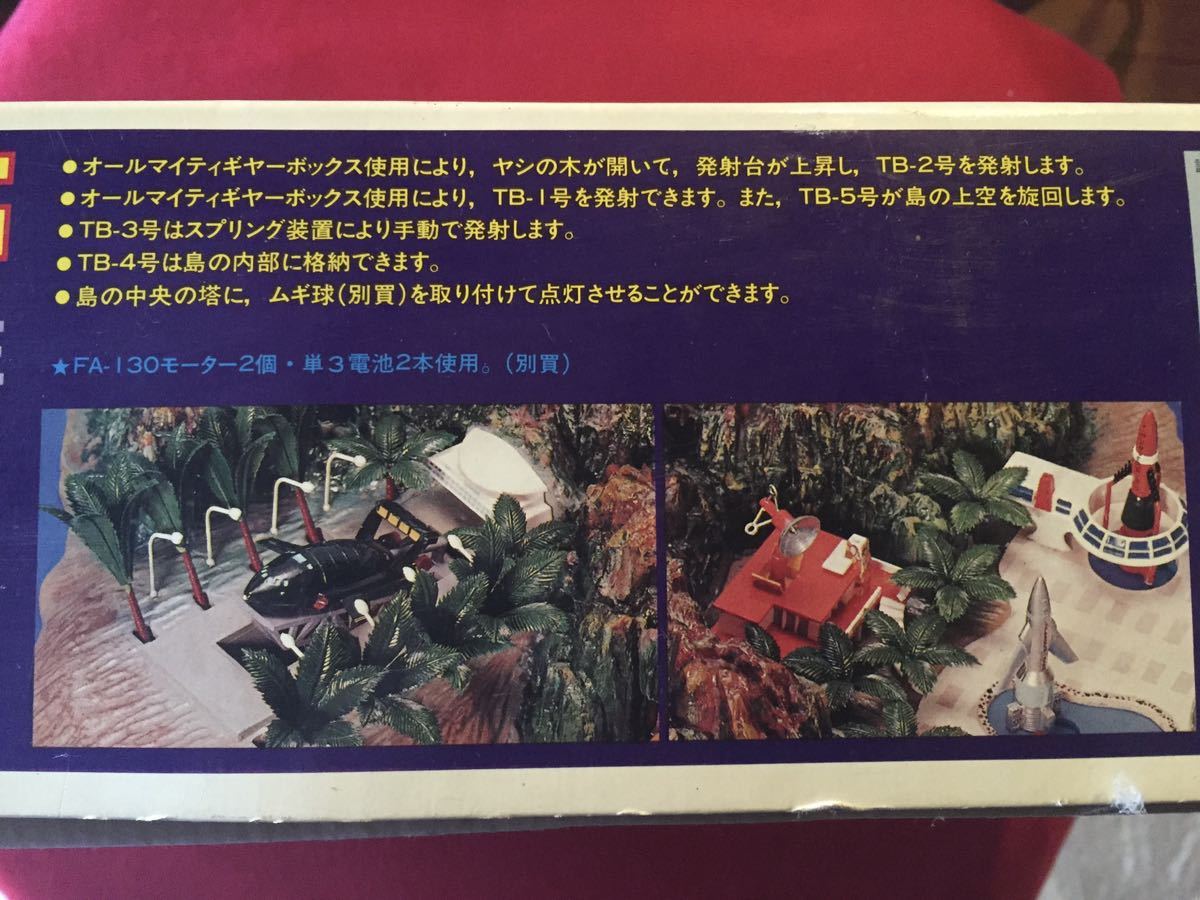 ●オールマイティギヤーボックス使用により，ヤシの木が開いて，発射台が上昇し，TB-2号を発射します。
●オールマイティギヤーボックス使用により，TB-1号を発射できます。また，TB-5号が島の上空を旋回します。
●TB-3号はスプリング装置により手動で発射します。
●TB-4号は島の内部に格納できます。
●島の中央の塔に，ムギ球(別買)を取り付けて点灯させることができます。
★FA-130モーター2個・単3電池2本使用。(別買)